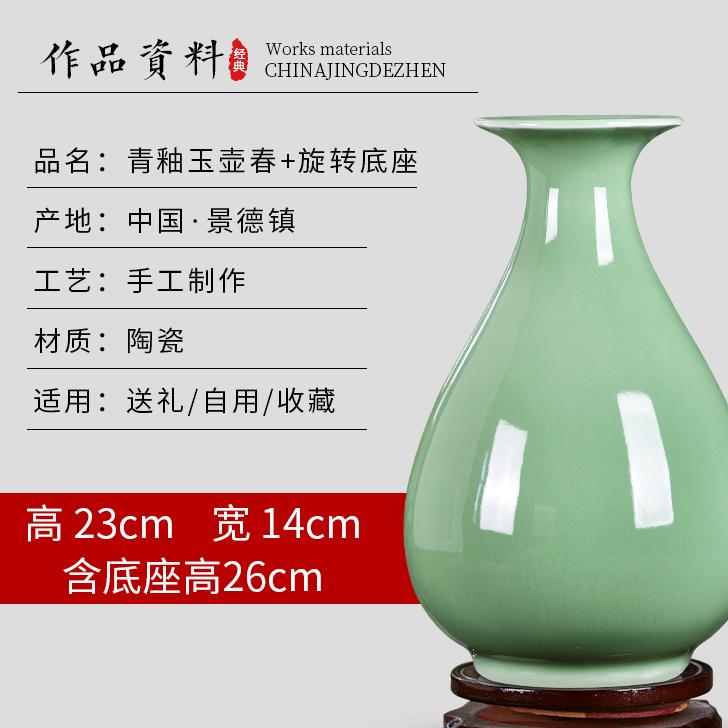 作品資料
经典
Works materials
CHINAJINGDEZHEN
品名：青釉玉壶春+旋转底座
产地：中国·景德镇
工艺：手工制作
材质：陶瓷
适用：送礼/自用/收藏
高 23cm 宽 14cm
含底座高26cm